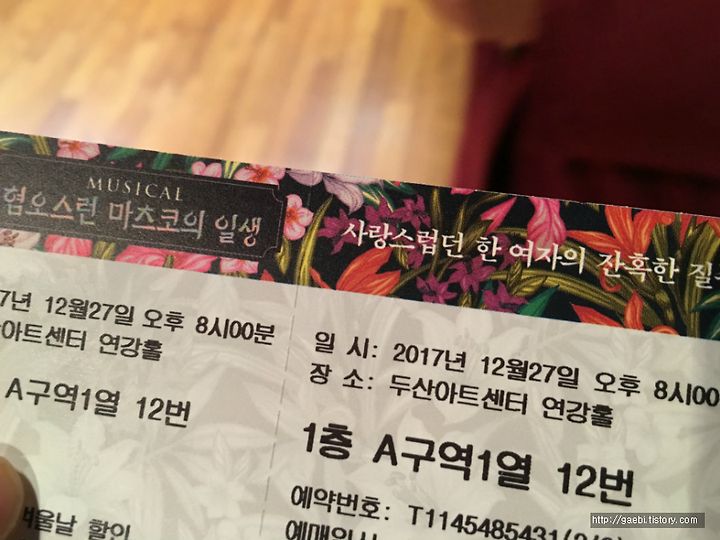 MUSICAL
혐오스런 마츠코의 일생
사랑스럽던 한 여자의 잔혹한 질
7년 12월27일 오후 8시00분
아트센터 연강홀
A구역1열 12번
할인
일 시: 2017년 12월27일 오후 8시00
장 소: 두산아트센터 연강홀
1층 A구역1열 12번
예약번호: T1145485431(2/2)
http://gaebi.tistory.com